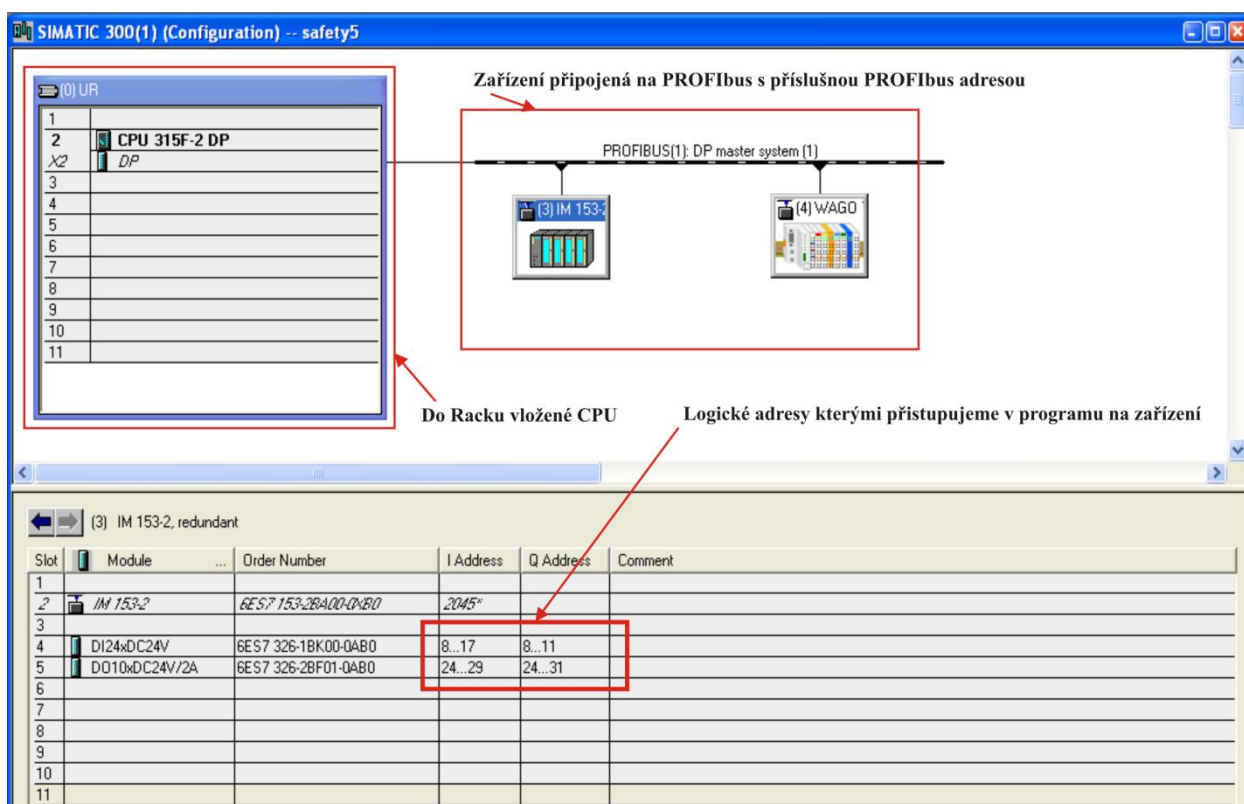 SIMATIC 300(1) (Configuration) -- safety5
Zařízení připojená na PROFIbus s příslušnou PROFIbus adresou
(0) UR
1
2 CPU 315F-2 DP
X2 DP
3
4
5
6
7
8
9
10
11
PROFIBUS(1): DP master system (1)
(3) IM 153-2
(4) WAGO
Do Racku vložené CPU
Logické adresy kterými přistupujeme v programu na zařízení
(3) IM 153-2, redundant
Slot Module ... Order Number I Address Q Address Comment
1
2 IM 153-2 6ES7 153-2BA00-0XB0 2045*
3
4 DI24xDC24V 6ES7 326-1BK00-0AB0 8...17 8...11
5 DO10xDC24V/2A 6ES7 326-2BF01-0AB0 24...29 24...31
6
7
8
9
10
11